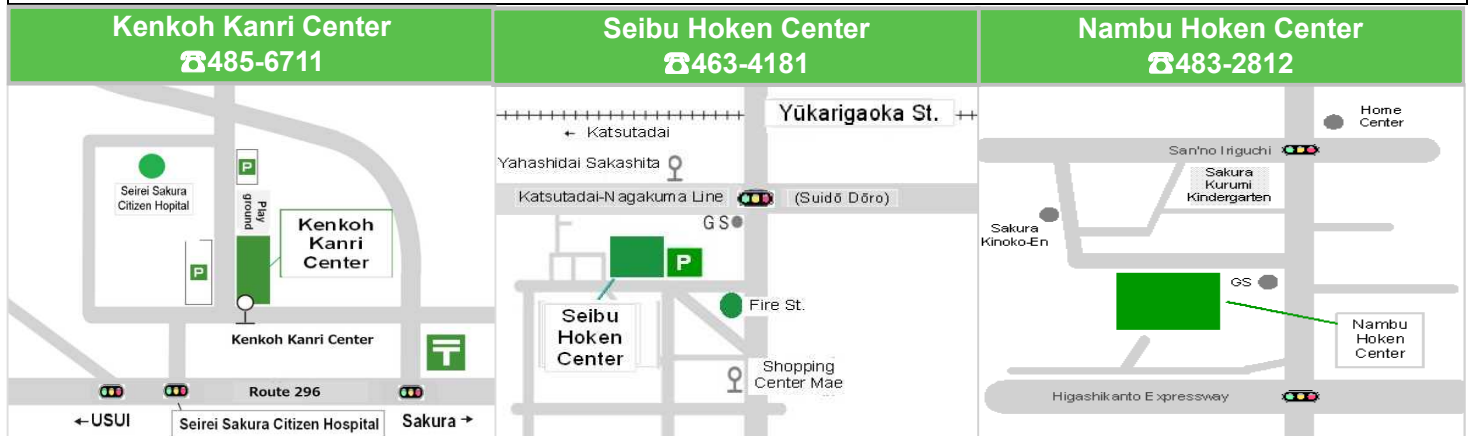 Kenkoh Kanri Center
☎485-6711
Seibu Hoken Center
☎463-4181
Nambu Hoken Center
☎483-2812
Seirei Sakura
Citizen Hopital
P
Play
ground
Kenkoh
Kanri
Center
P
Kenkoh Kanri Center
〒
Route 296
←USUI
Seirei Sakura Citizen Hospital
Sakura→
Yūkarigaoka St.
← Katsutadai
Yahashidai Sakashita
Katsutadai-Nagakuma Line
(Suidō Dōro)
GS
P
Seibu
Hoken
Center
Fire St.
Shopping
Center Mae
Home
Center
San'no Iriguchi
Sakura
Kurumi
Kindergarten
Sakura
Kinoko-En
GS
Nambu
Hoken
Center
Higashikanto Expressway